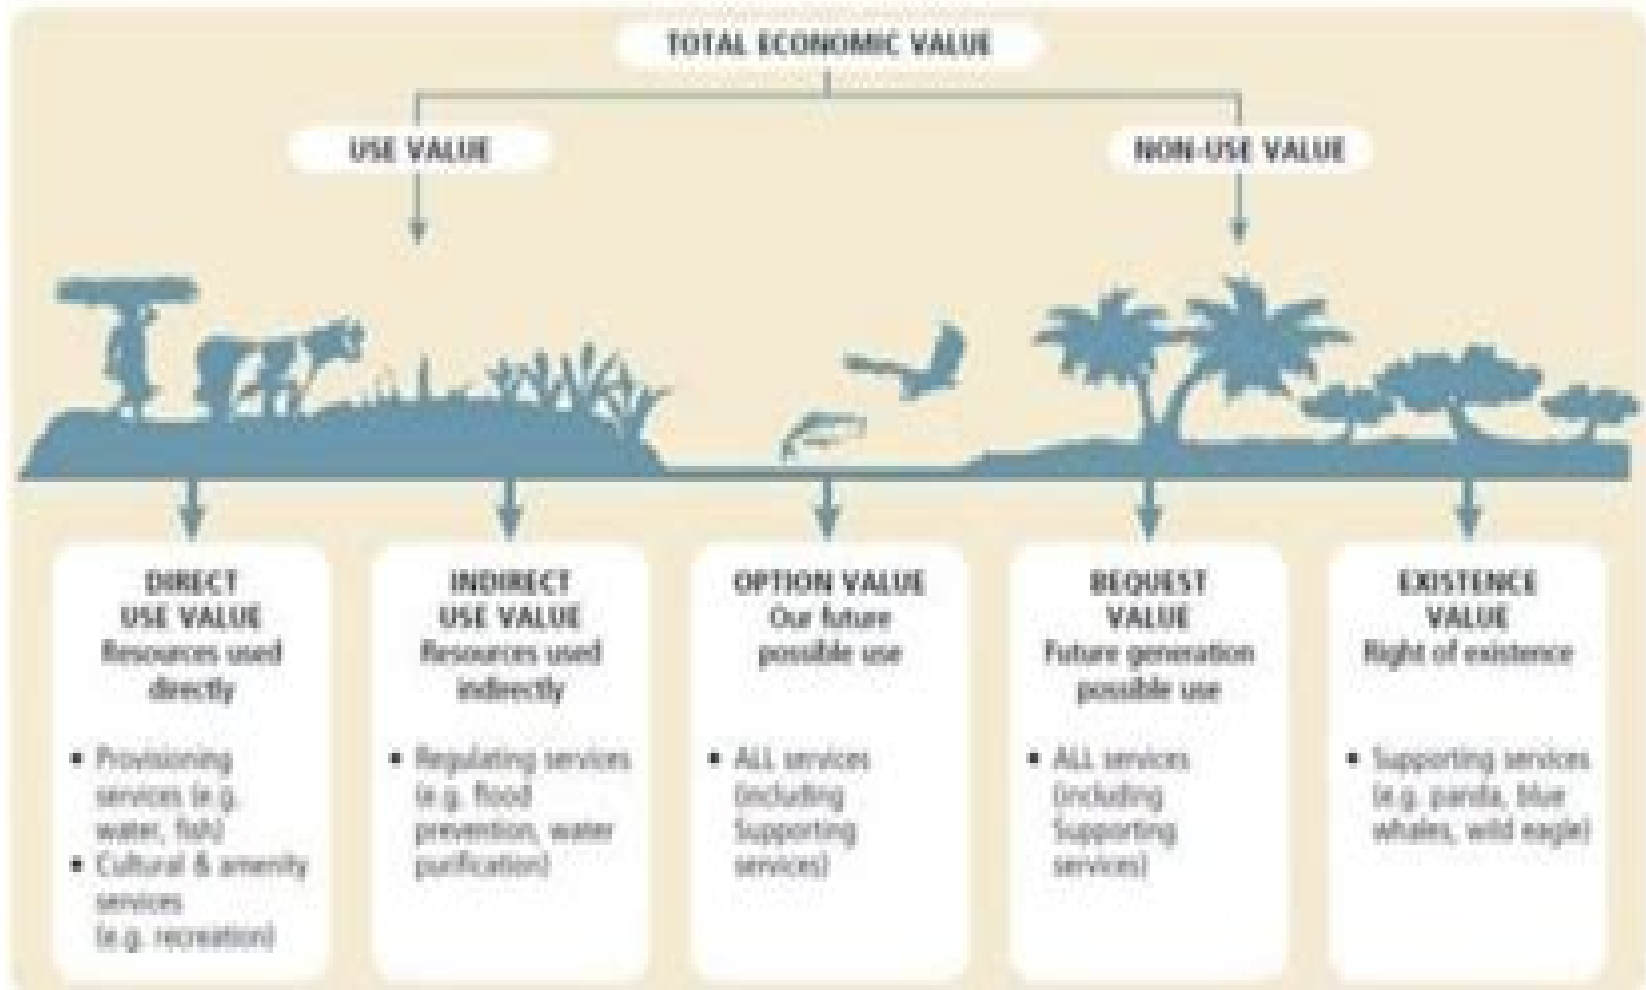 TOTAL ECONOMIC VALUE
USE VALUE
NON-USE VALUE
DIRECT
USE VALUE
Resources used
directly
• Provisioning
services (e.g.
water, fish)
• Cultural & amenity
services
(e.g. recreation)
INDIRECT
USE VALUE
Resources used
indirectly
• Regulating services
(e.g. flood
prevention, water
purification)
OPTION VALUE
Our future
possible use
• ALL services
(including
Supporting
services)
BEQUEST
VALUE
Future generation
possible use
• ALL services
(including
Supporting
services)
EXISTENCE
VALUE
Right of existence
• Supporting services
(e.g. panda, blue
whales, wild eagle)